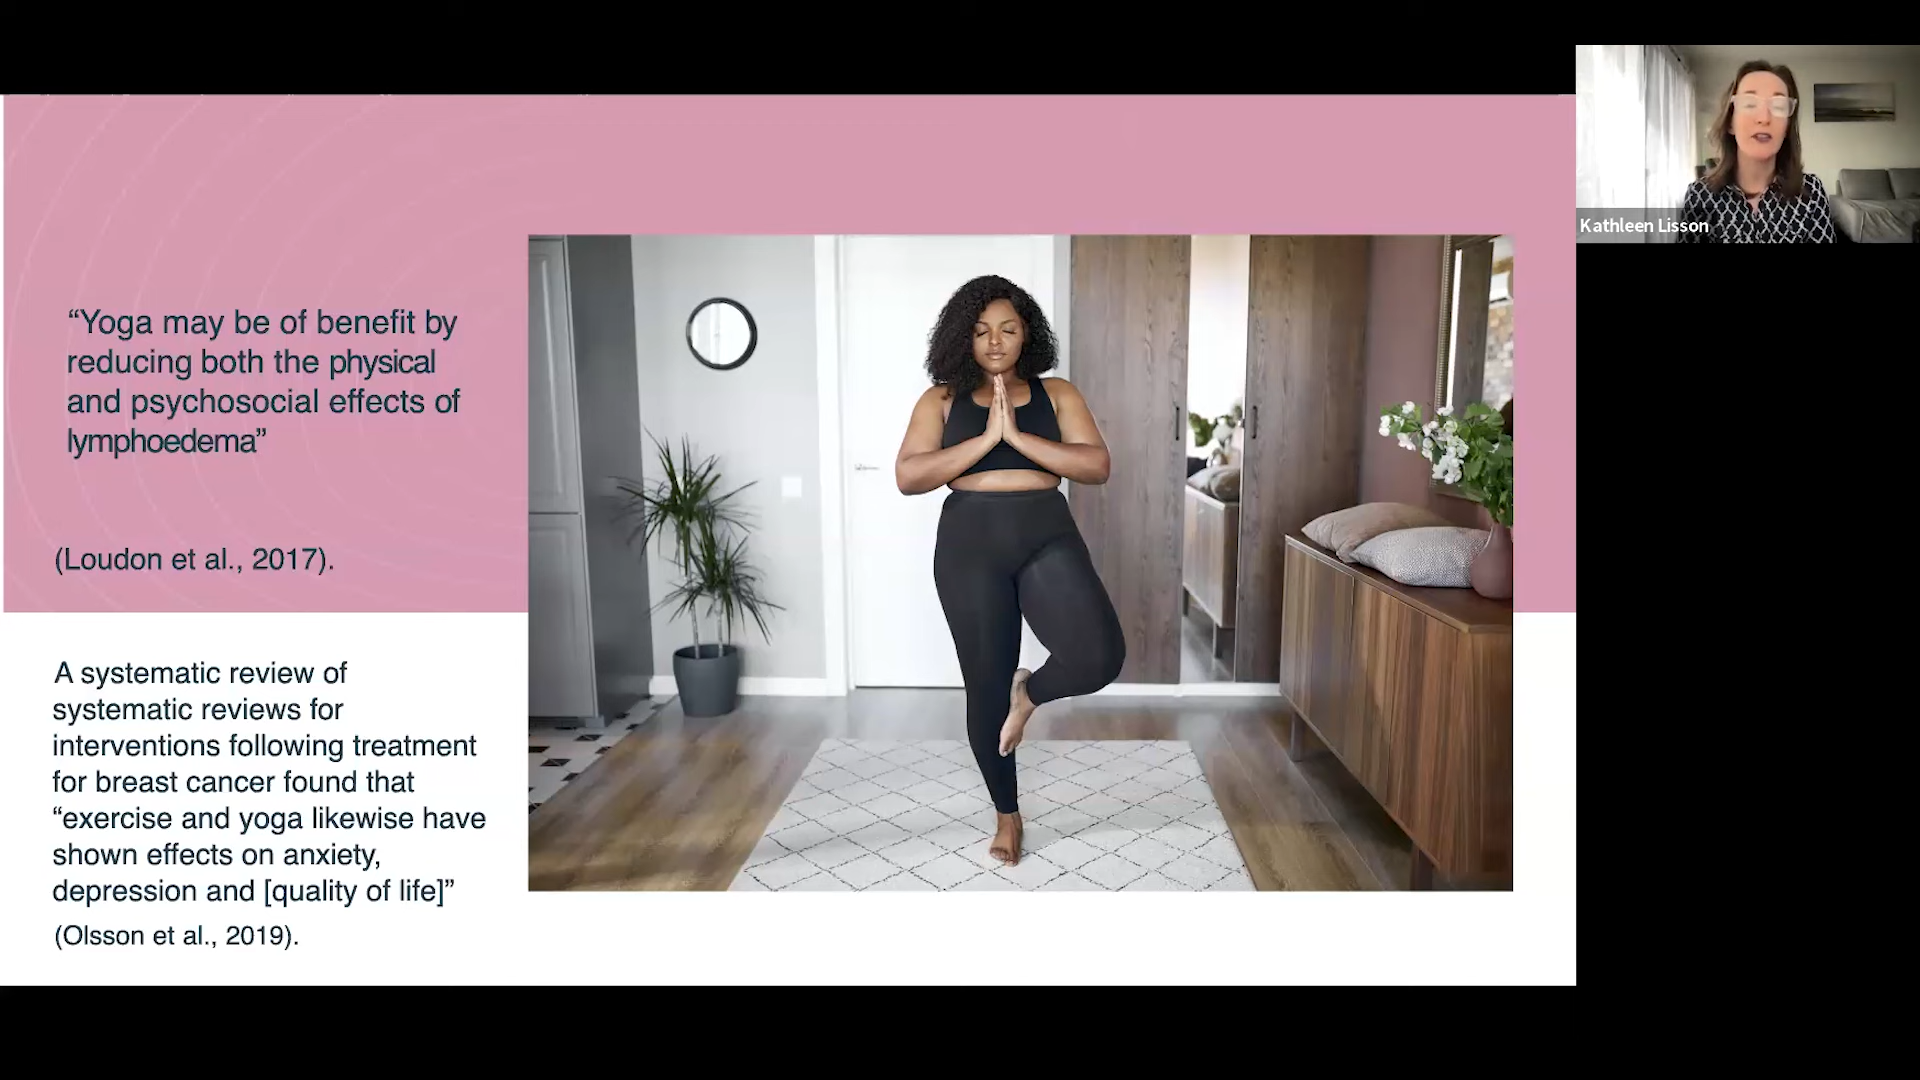 “Yoga may be of benefit by
reducing both the physical
and psychosocial effects of
lymphoedema”
(Loudon et al., 2017).
A systematic review of
systematic reviews for
interventions following treatment
for breast cancer found that
“exercise and yoga likewise have
shown effects on anxiety,
depression and [quality of life]”
(Olsson et al., 2019).
Kathleen Lisson